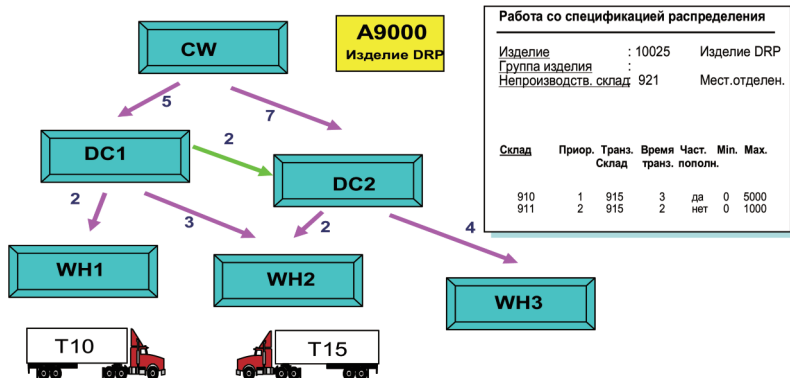 CW
A9000
Изделие DRP
5
7
DC1
2
DC2
2
3
2
4
WH1
WH2
WH3
T10
T15
Работа со спецификацией распределения
Изделие : 10025 Изделие DRP
Группа изделия :
Непроизводств. склад: 921 Мест.отделен.
Склад Приор. Транз. Время Част. Min. Max.
Склад транз. пополн.
910 1 915 3 да 0 5000
911 2 915 2 нет 0 1000